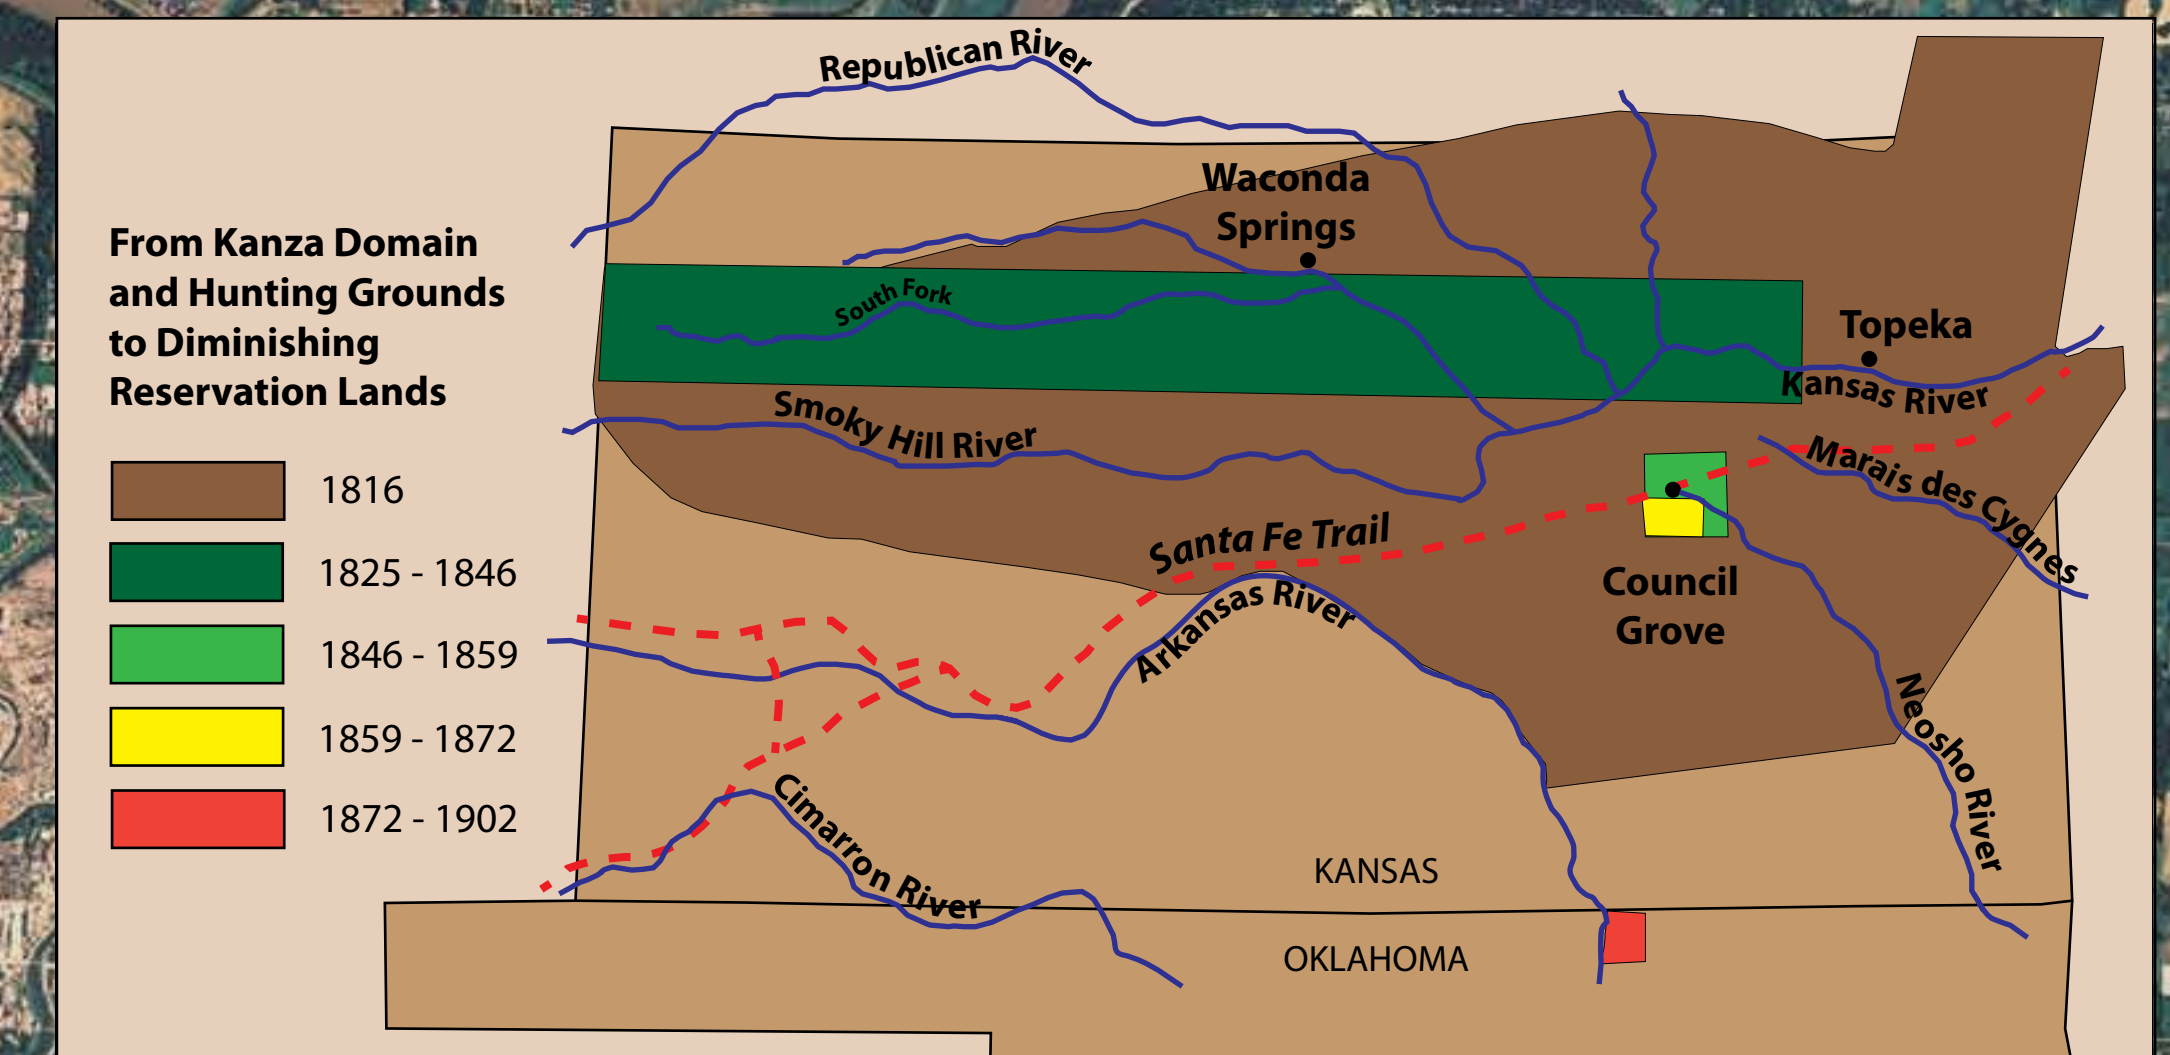 Republican River
Waconda
Springs
From Kanza Domain
and Hunting Grounds
to Diminishing
Reservation Lands
South Fork
Topeka
Kansas River
Smoky Hill River
Marais des Cygnes
1816
1825 - 1846
1846 - 1859
1859 - 1872
1872 - 1902
Santa Fe Trail
Arkansas River
Council
Grove
Neosho River
Cimarron River
KANSAS
OKLAHOMA